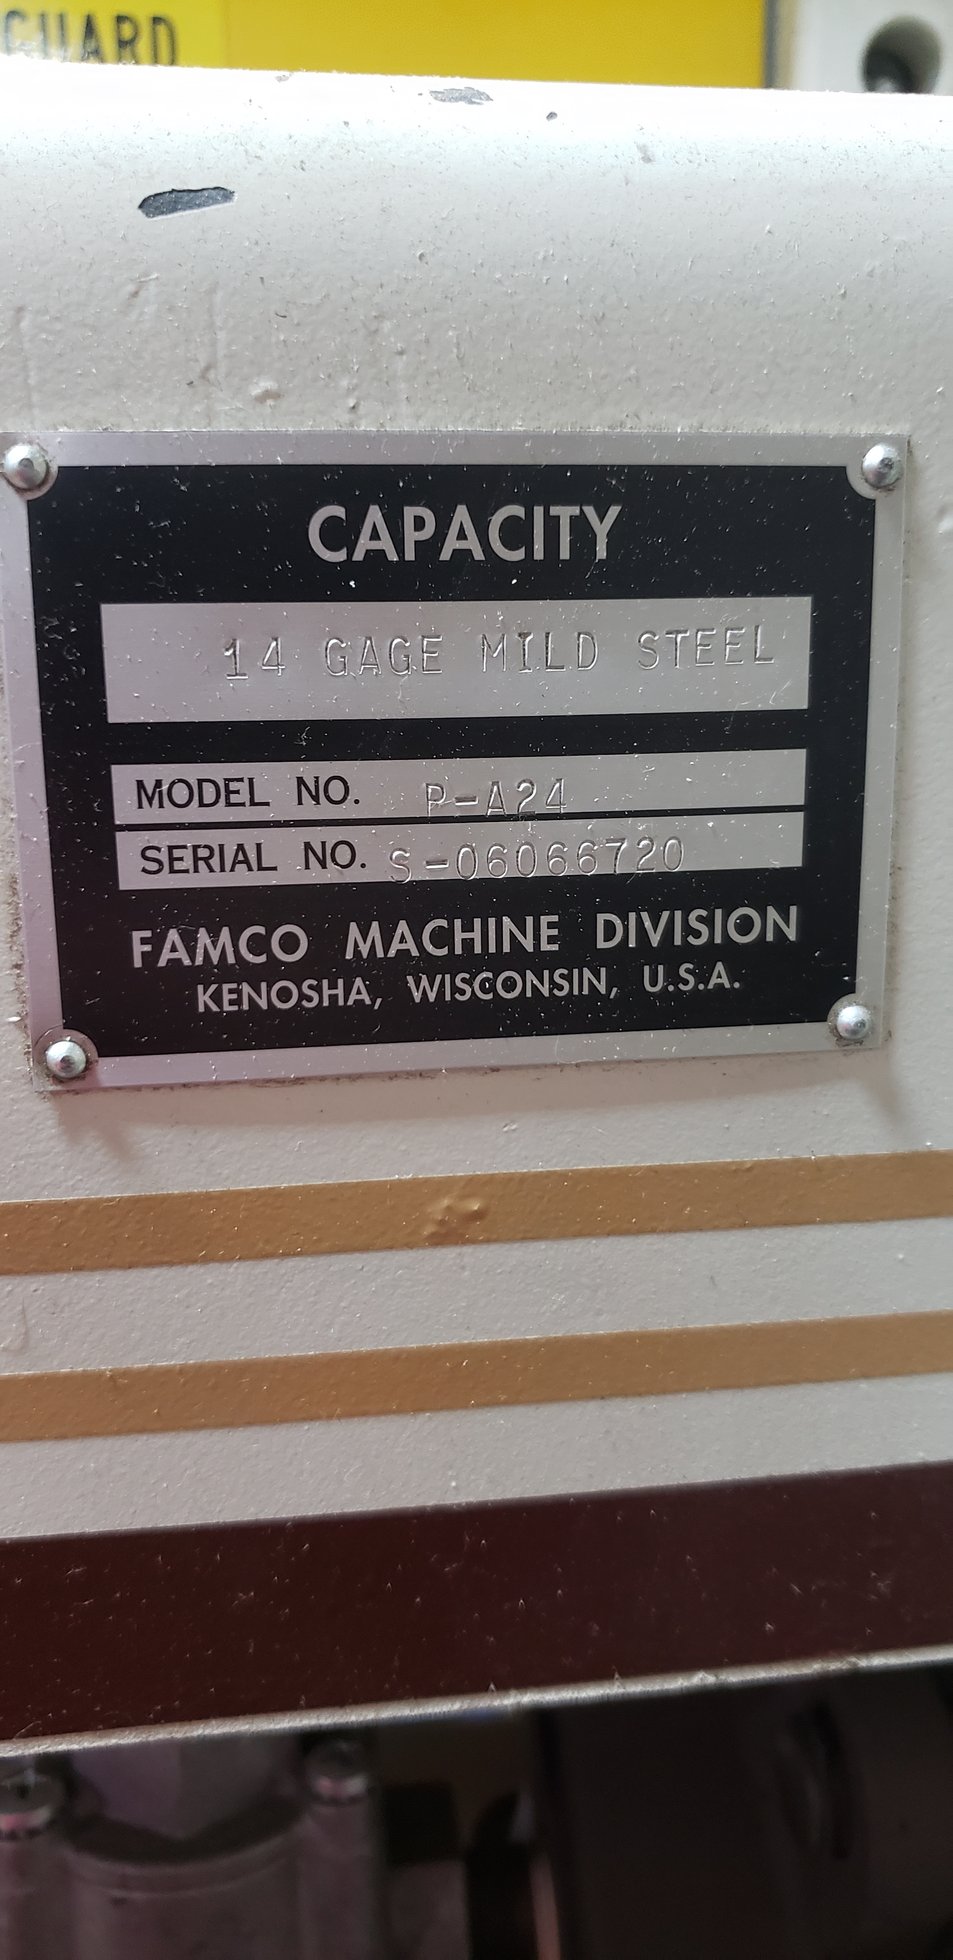 GUARD
CAPACITY
14 GAGE MILD STEEL
MODEL NO. P-A24
SERIAL NO. S-06066720
FAMCO MACHINE DIVISION
KENOSHA, WISCONSIN, U.S.A.